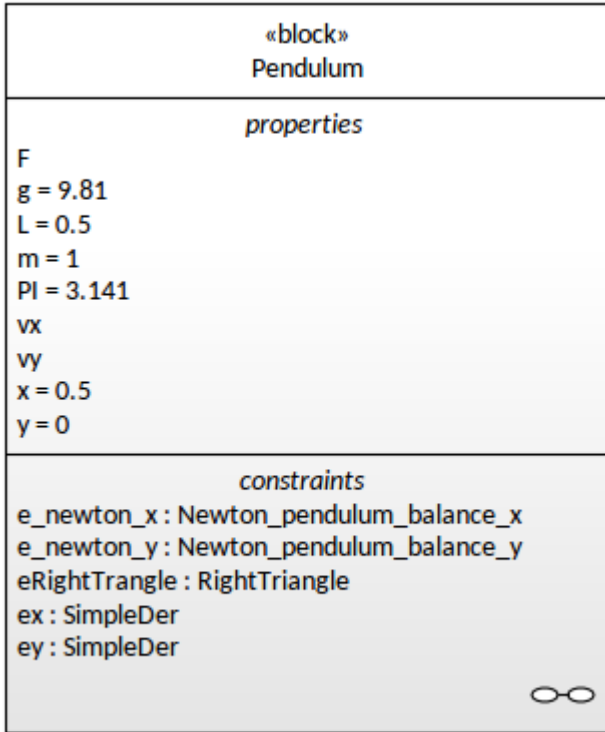 «block»
Pendulum
properties
F
g = 9.81
L = 0.5
m = 1
PI = 3.141
vx
vy
x = 0.5
y = 0
constraints
e_newton_x : Newton_pendulum_balance_x
e_newton_y : Newton_pendulum_balance_y
eRightTrangle : RightTriangle
ex : SimpleDer
ey : SimpleDer